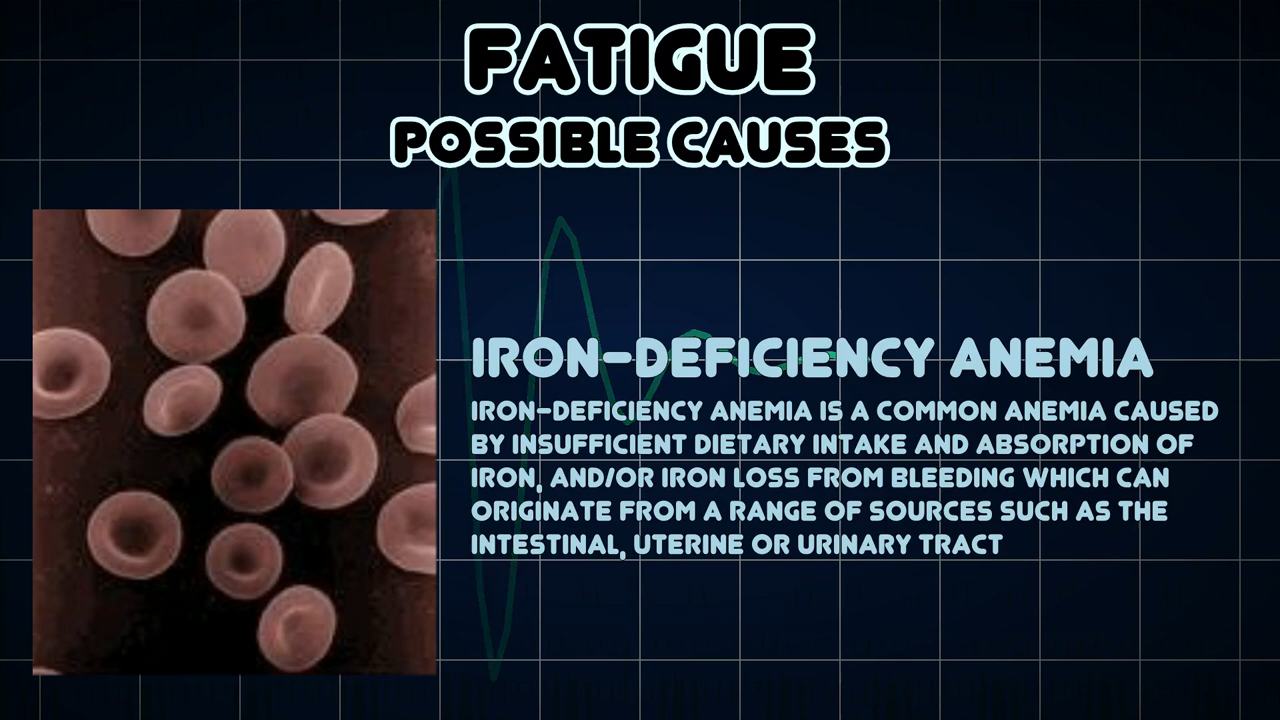 FATIGUE
POSSIBLE CAUSES
IRON-DEFICIENCY ANEMIA
IRON-DEFICIENCY ANEMIA IS A COMMON ANEMIA CAUSED
BY INSUFFICIENT DIETARY INTAKE AND ABSORPTION OF
IRON, AND/OR IRON LOSS FROM BLEEDING WHICH CAN
ORIGINATE FROM A RANGE OF SOURCES SUCH AS THE
INTESTINAL, UTERINE OR URINARY TRACT